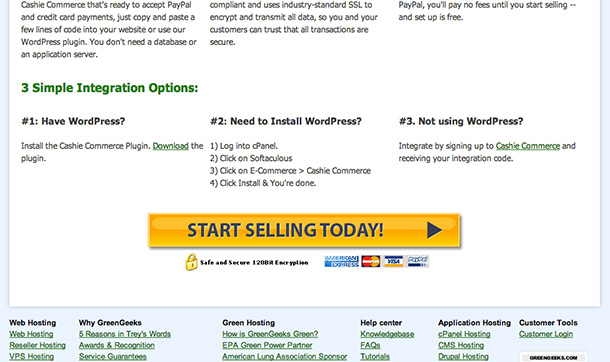 Cashie Commerce that's ready to accept PayPal
and credit card payments, just copy and paste a
few lines of code into your website or use our
WordPress plugin. You don't need a database or
an application server.
compliant and uses industry-standard SSL to
encrypt and transmit all data, so you and your
customers can trust that all transactions are
secure.
PayPal, you'll pay no fees until you start selling --
and set up is free.
3 Simple Integration Options:
#1: Have WordPress?
Install the Cashie Commerce Plugin. Download the
plugin.
#2: Need to Install WordPress?
1) Log into cPanel.
2) Click on Softaculous
3) Click on E-Commerce > Cashie Commerce
4) Click Install & You're done.
#3. Not using WordPress?
Integrate by signing up to Cashie Commerce and
receiving your integration code.
START SELLING TODAY!
Safe and Secure 128Bit Encryption
AMERICAN
EXPRESS
MasterCard
VISA
PayPal
Web Hosting
Web Hosting
Reseller Hosting
VPS Hosting
Why GreenGeeks
5 Reasons in Trey's Words
Awards & Recognition
Service Guarantees
Green Hosting
How is GreenGeeks Green?
EPA Green Power Partner
American Lung Association Sponsor
Help center
Knowledgebase
FAQs
Tutorials
Application Hosting
cPanel Hosting
CMS Hosting
Drupal Hosting
Customer Tools
Customer Login
GREENGEEKS.COM